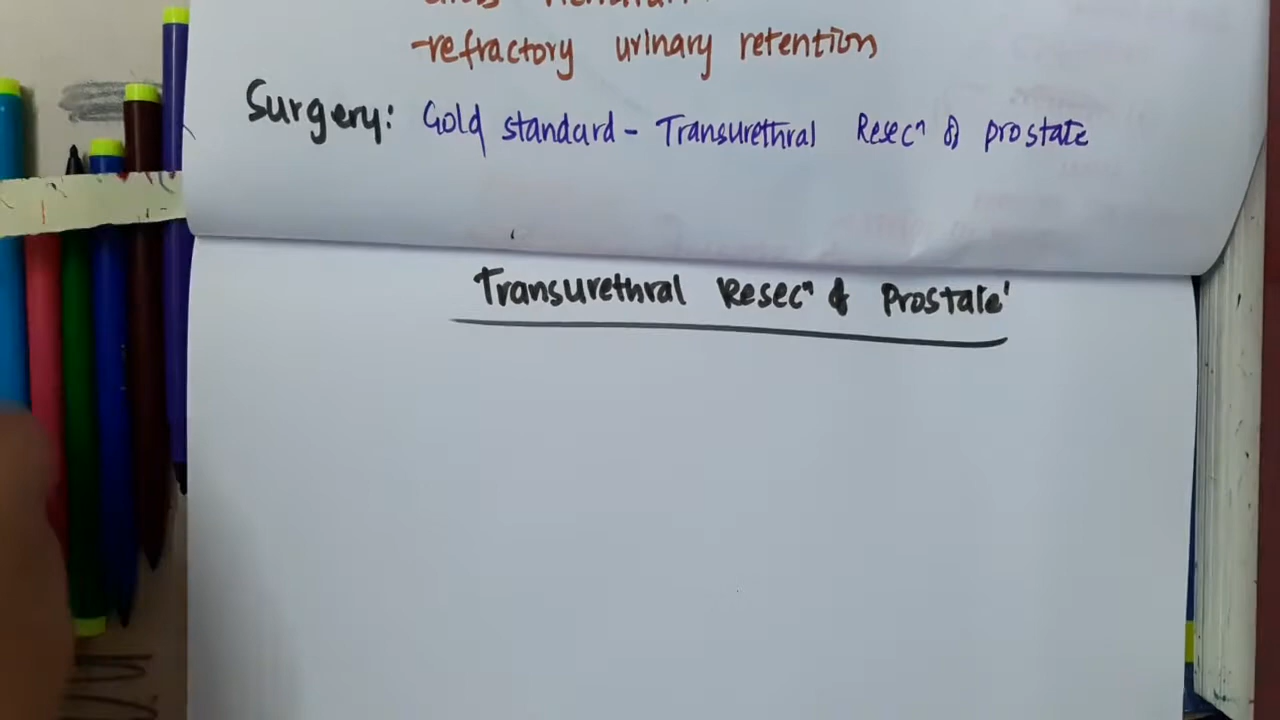 -refractory urinary retention
Surgery: Gold standard - Transurethral Resecⁿ of prostate
Transurethral Resecⁿ of Prostate'